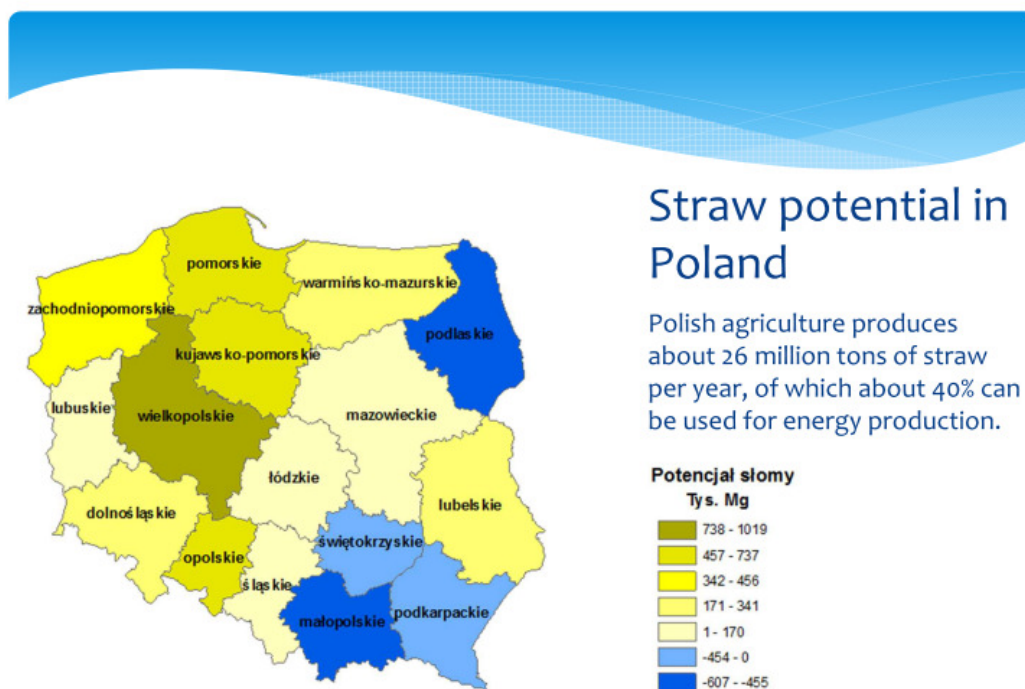 Straw potential in
Poland
Polish agriculture produces
about 26 million tons of straw
per year, of which about 40% can
be used for energy production.
pomorskie
warmińsko-mazurskie
zachodniopomorskie
podlaskie
kujawsko-pomorskie
lubuskie
wielkopolskie
mazowieckie
łódzkie
lubelskie
dolnośląskie
świętokrzyskie
opolskie
śląskie
małopolskie
podkarpackie
Potencjał słomy
Tys. Mg
738 - 1019
457 - 737
342 - 456
171 - 341
1 - 170
-454 - 0
-607 - -455